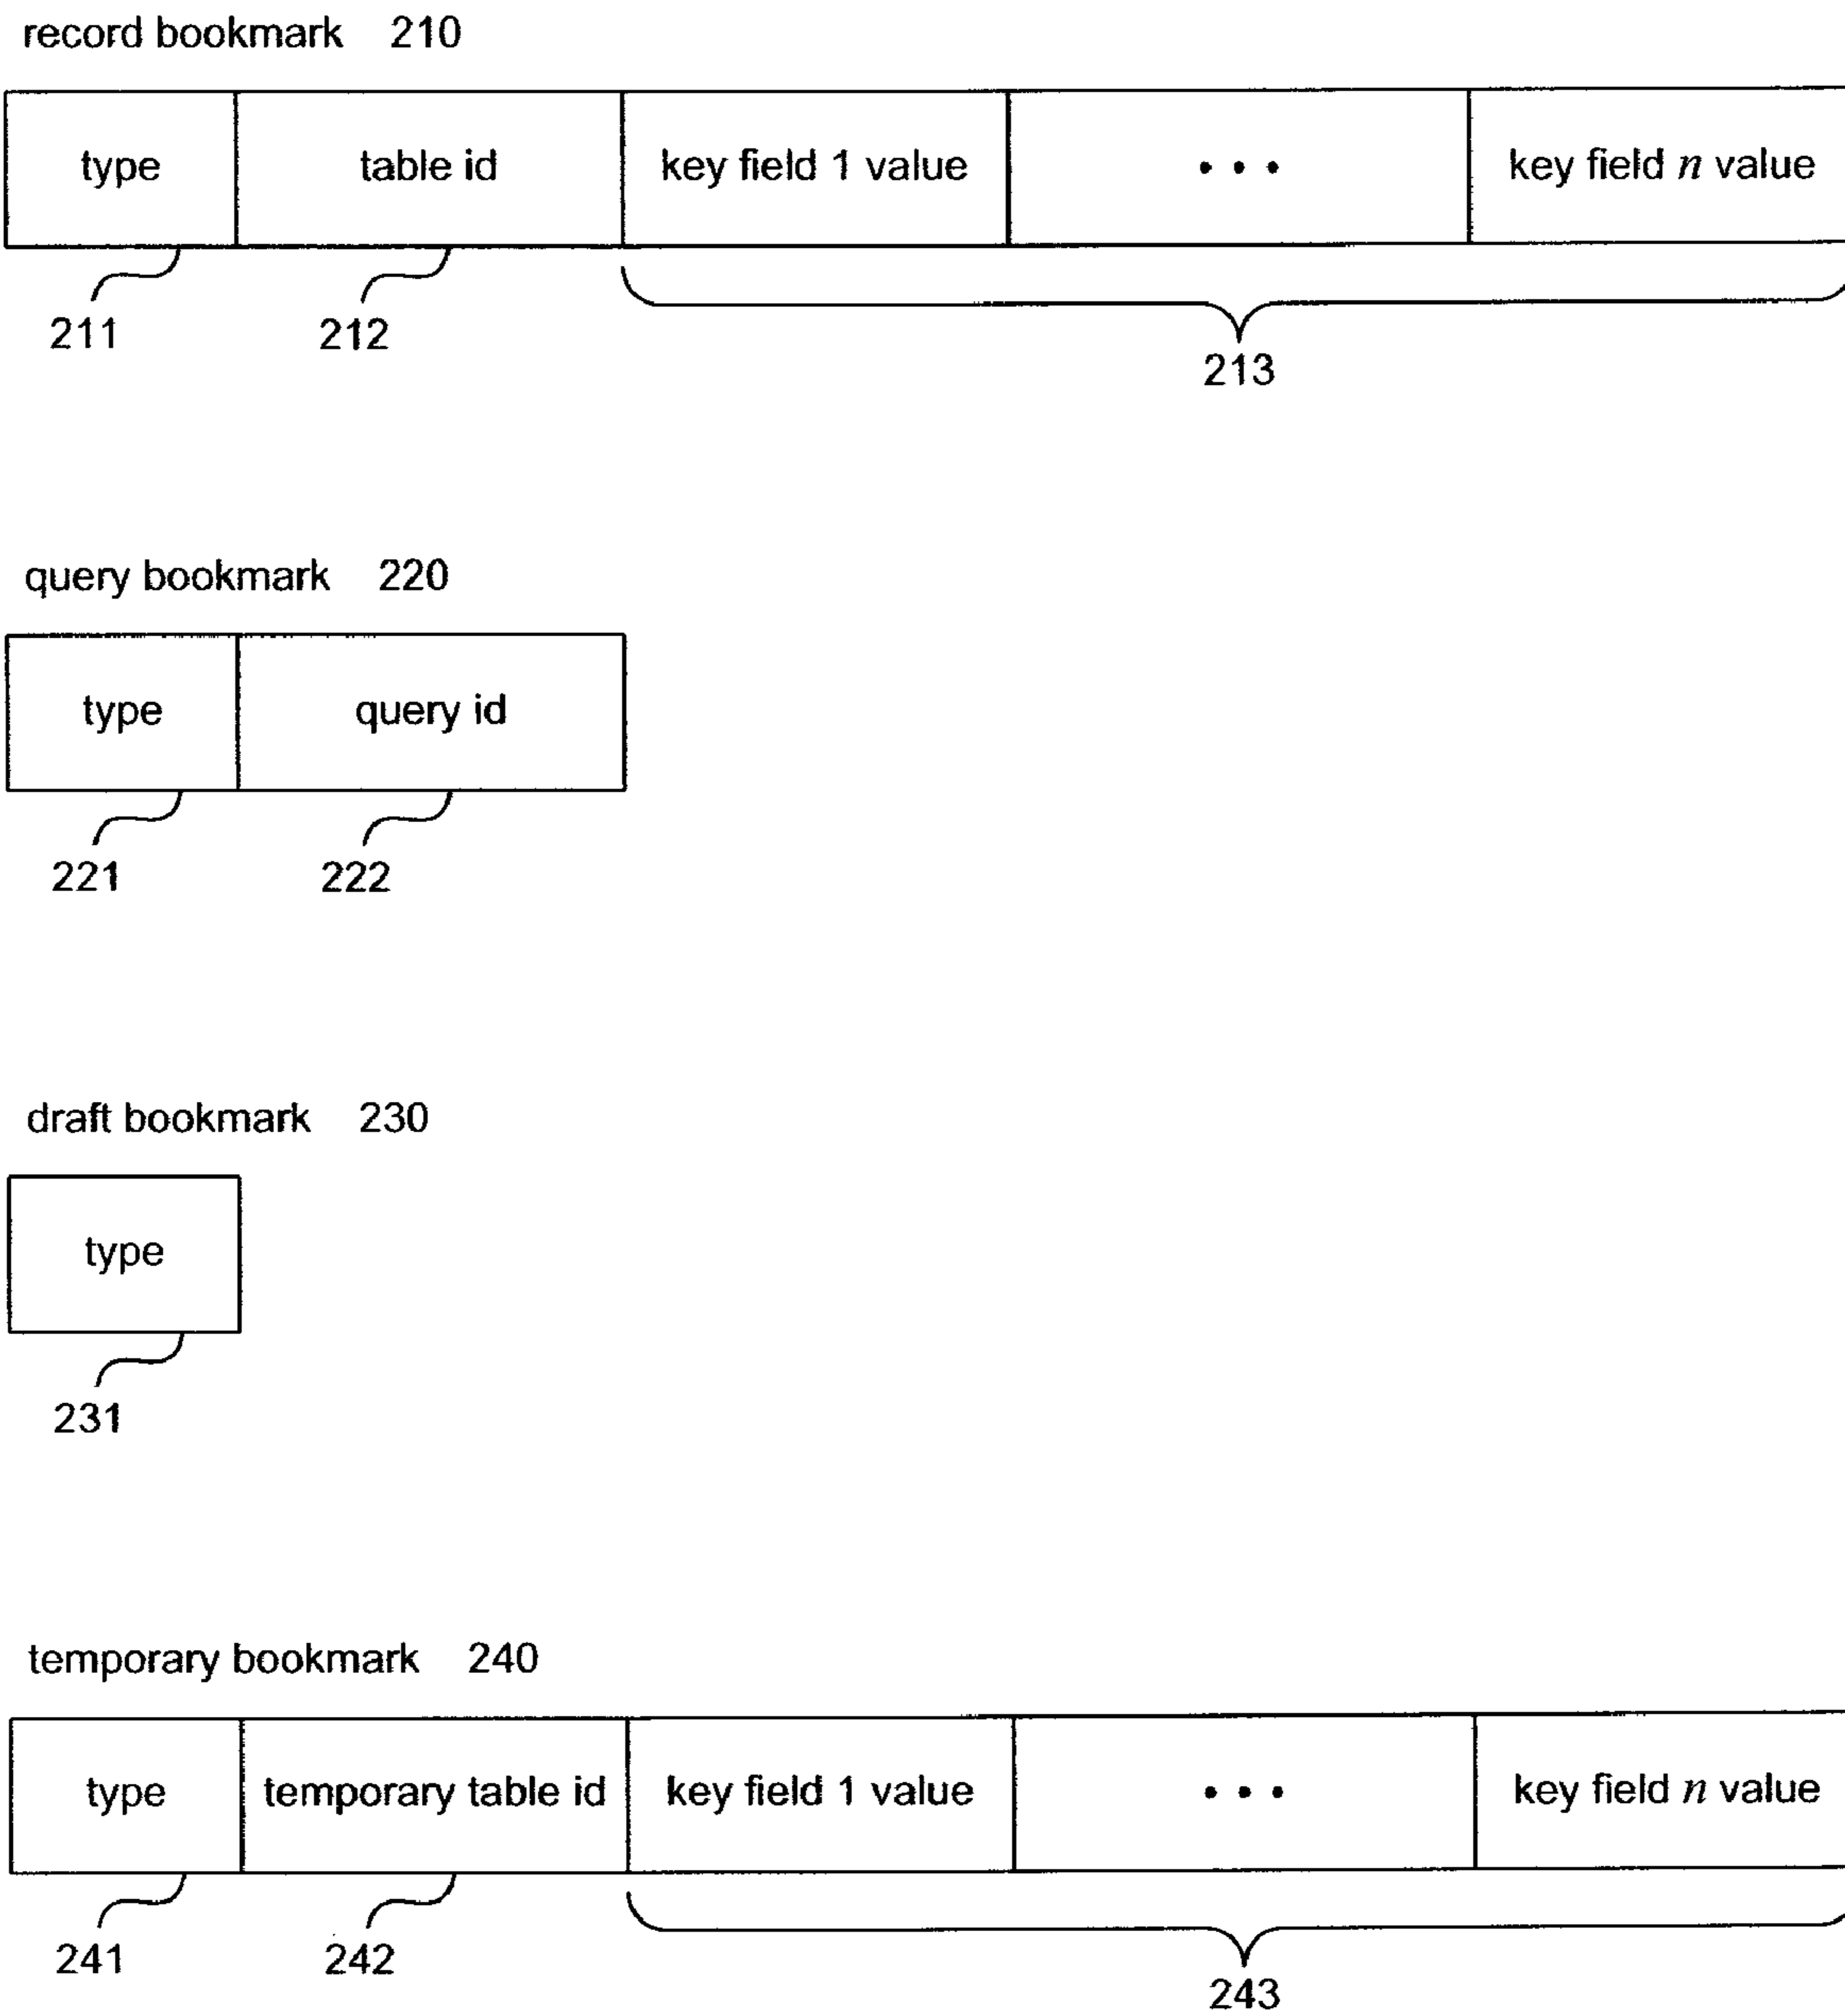 record bookmark 210
type table id key field 1 value • • • key field n value
211 212
213
query bookmark 220
type query id
221 222
draft bookmark 230
type
231
temporary bookmark 240
type temporary table id key field 1 value • • • key field n value
241 242
243